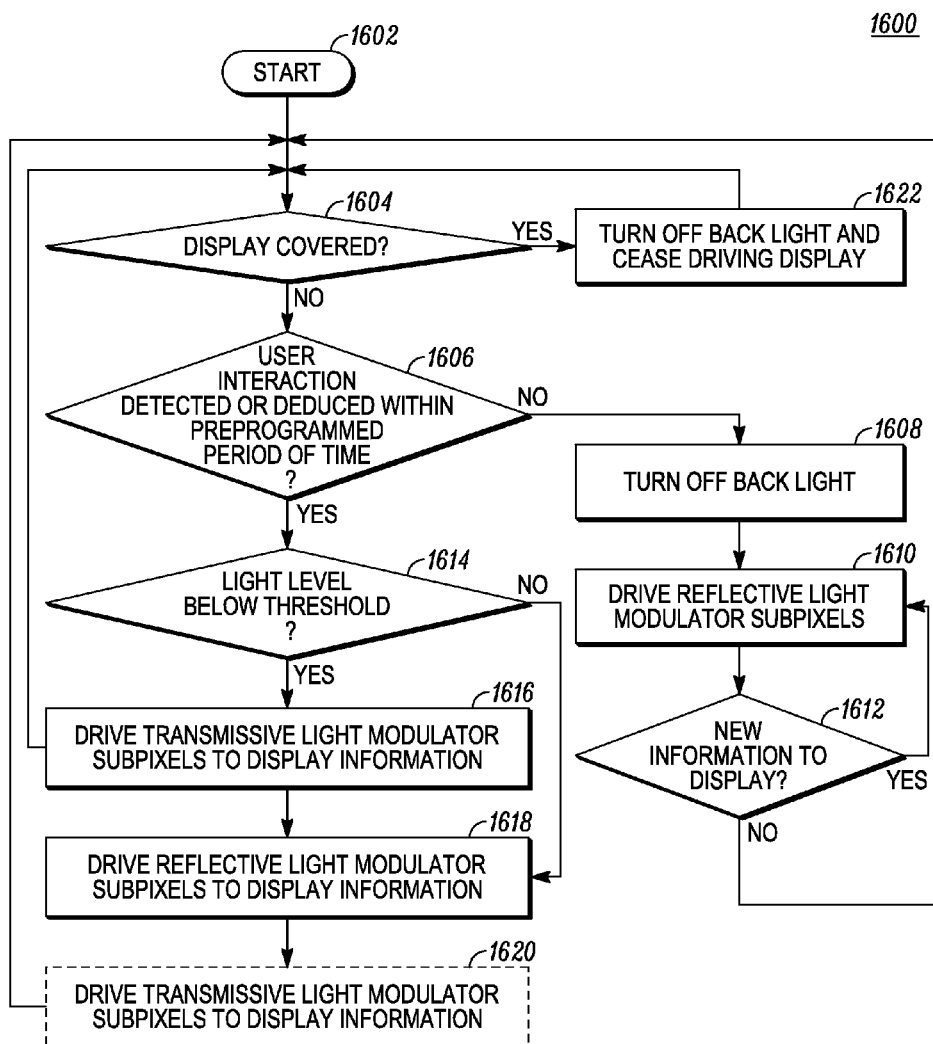 1600
1602
START
1604
DISPLAY COVERED?
YES
NO
1622
TURN OFF BACK LIGHT AND
CEASE DRIVING DISPLAY
1606
USER
INTERACTION
DETECTED OR DEDUCED WITHIN
PREPROGRAMMED
PERIOD OF TIME
?
NO
YES
1608
TURN OFF BACK LIGHT
1614
LIGHT LEVEL
BELOW THRESHOLD
?
NO
YES
1610
DRIVE REFLECTIVE LIGHT
MODULATOR SUBPIXELS
1616
DRIVE TRANSMISSIVE LIGHT MODULATOR
SUBPIXELS TO DISPLAY INFORMATION
1612
NEW
INFORMATION TO
DISPLAY?
YES
NO
1618
DRIVE REFLECTIVE LIGHT MODULATOR
SUBPIXELS TO DISPLAY INFORMATION
1620
DRIVE TRANSMISSIVE LIGHT MODULATOR
SUBPIXELS TO DISPLAY INFORMATION